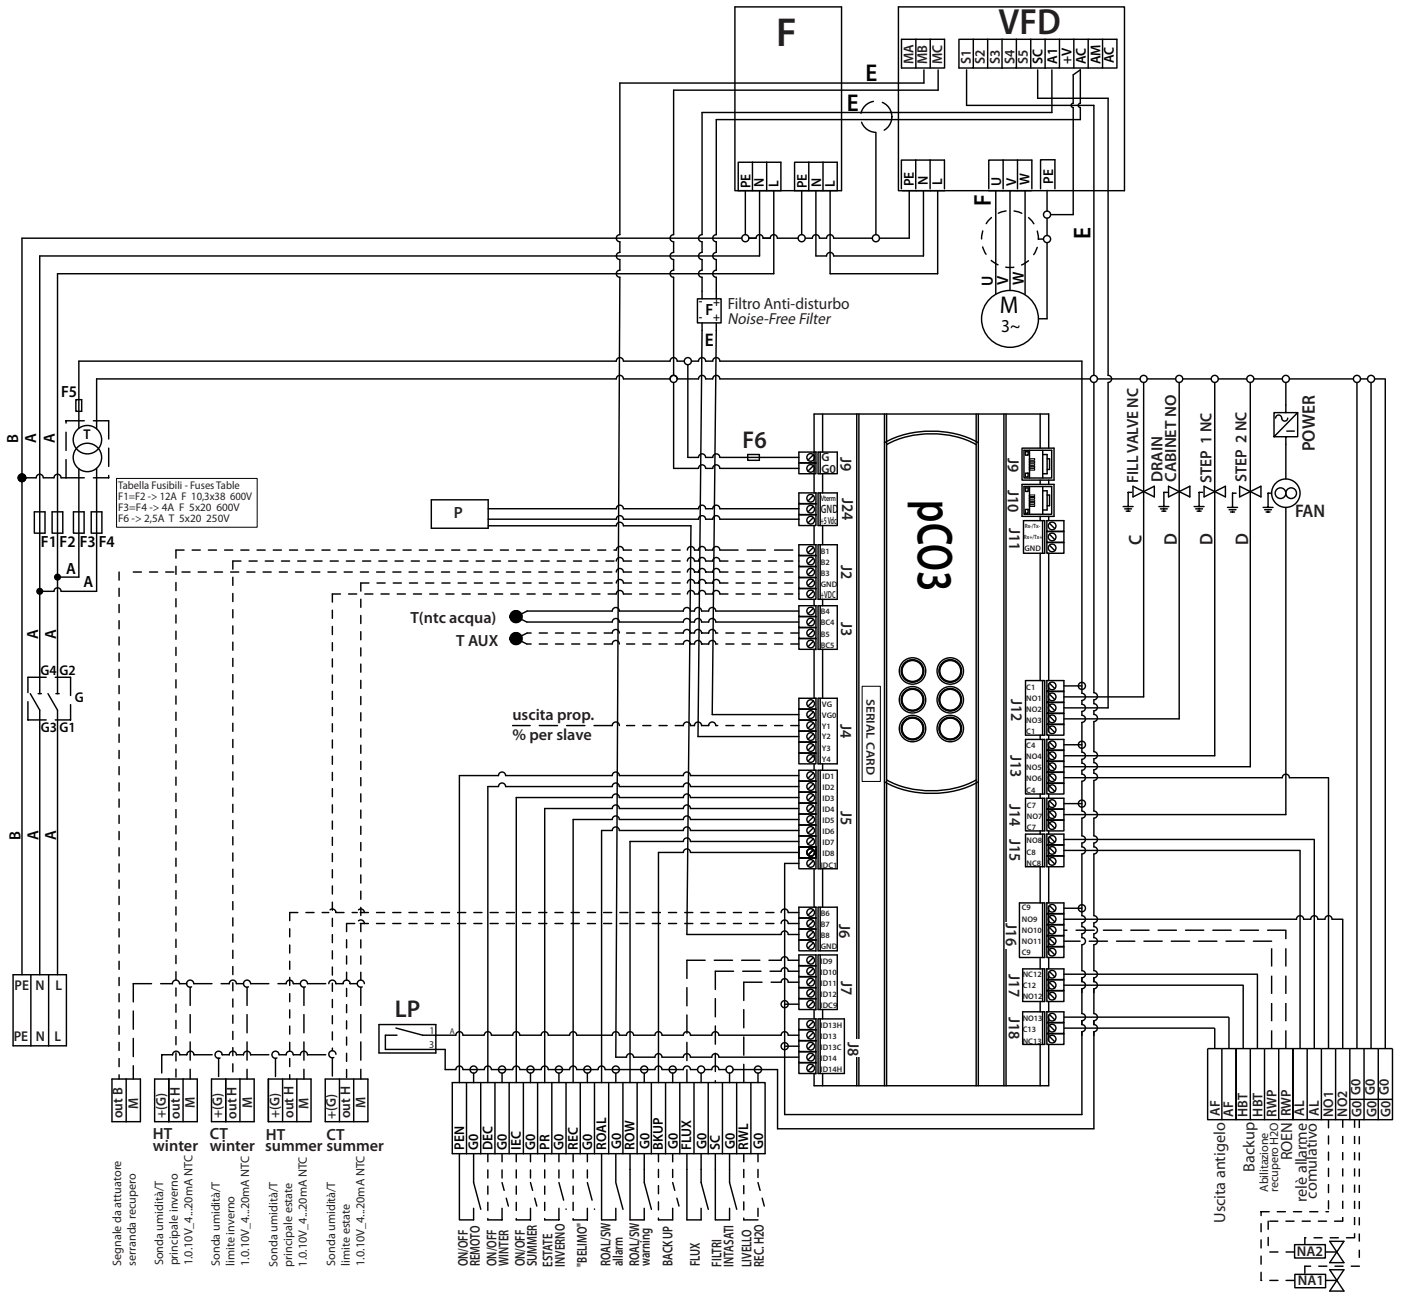 F
VFD
MA
MB
MC
S1
S2
S3
S4
S5
SC
A1
+V
AC
AM
AC
E
E
PE
N
L
PE
N
L
PE
N
L
U
V
W
PE
F
E
U
V
W
M
3~
- +
F
- +
Filtro Anti-disturbo
Noise-Free Filter
E
F5
T
B
A
A
Tabella Fusibili - Fuses Table
F1=F2 -> 12A F 10,3x38 600V
F3=F4 -> 4A F 5x20 600V
F6 -> 2,5A T 5x20 250V
F1 F2 F3 F4
A
A
A
A
G4 G2
G
G3 G1
B
A
A
PE N L
PE N L
F6
P
T(ntc acqua)
T AUX
uscita prop.
% per slave
LP
1
3
A
G
G0
J9
Vterm
GND
+5Vdc
J24
B1
B2
B3
GND
+VDC
J2
B4
BC4
B5
BC5
J3
VG
VG0
Y1
Y2
Y3
Y4
J4
ID1
ID2
ID3
ID4
ID5
ID6
ID7
ID8
IDC1
J5
B6
B7
B8
GND
J6
ID9
ID10
ID11
ID12
IDC9
J7
ID13H
ID13
ID13C
ID14
ID14H
J8
SERIAL CARD
pCO3
J9
J10
J11
Rx-/Tx-
Rx+/Tx+
GND
J12
C1
NO1
NO2
NO3
C1
J13
C4
NO4
NO5
NO6
C4
J14
C7
NO7
C7
J15
NO8
C8
NC8
J16
C9
NO9
NO10
NO11
C9
J17
NC12
C12
NO12
J18
NO13
C13
NC13
FILL VALVE NC
DRAIN
CABINET NO
STEP 1 NC
STEP 2 NC
POWER
FAN
C
D
D
D
out B
M
+(G)
out H
M
+(G)
out H
M
+(G)
out H
M
+(G)
out H
M
HT
winter
CT
winter
HT
summer
CT
summer
Segnale da attuatore
serranda recupero
Sonda umidità/T
principale inverno
1.0.10V_4...20mA NTC
Sonda umidità/T
limite inverno
1.0.10V_4...20mA NTC
Sonda umidità/T
principale estate
1.0.10V_4...20mA NTC
Sonda umidità/T
limite estate
1.0.10V_4...20mA NTC
PEN
G0
DEC
G0
IEC
G0
PR
G0
REC
G0
ROAL
G0
ROW
G0
BKUP
G0
FLUX
G0
SC
G0
RWL
G0
ON/OFF
REMOTO
ON/OFF
WINTER
ON/OFF
SUMMER
ESTATE
INVERNO
"BELIMO"
ROAL/SW
allarm
ROAL/SW
warning
BACK UP
FLUX
FILTRI
INTASATI
LIVELLO
REC. H2O
AF
AF
HBT
HBT
RWP
RWP
AL
AL
NO1
NO2
G0 G0
G0 G0
G0 G0
Uscita antigelo
Backup
Abilitazione
recupero H2O
ROEN
relè allarme
comulativo
NA2
NA1